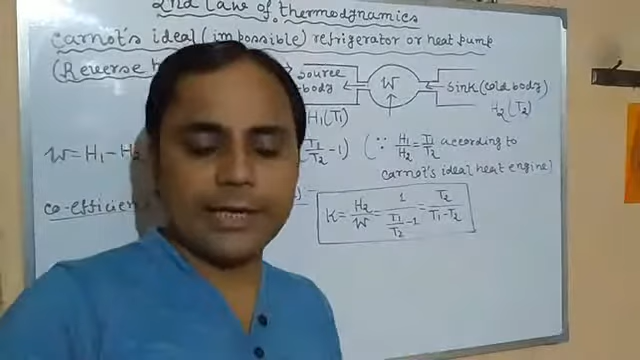 2nd Law of thermodynamics
Carnot's ideal (impossible) refrigerator or heat pump
(Reverse
source
body
W
sink (cold body)
H₁(T₁)
H₂(T₂)
W=H₁-H₂
T₁/T₂ -1) (∵ H₁/H₂ = T₁/T₂ according to
carnot's ideal heat engine)
co-efficien
K = H₂/W = 1/(T₁/T₂ -1) = T₂/(T₁-T₂)